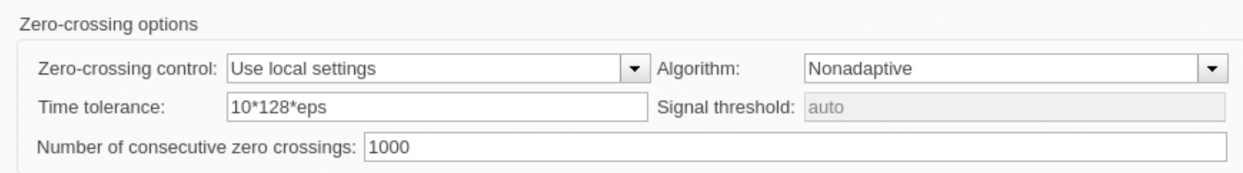 Zero-crossing options
Zero-crossing control: Use local settings Algorithm: Nonadaptive
Time tolerance: 10*128*eps Signal threshold: auto
Number of consecutive zero crossings: 1000